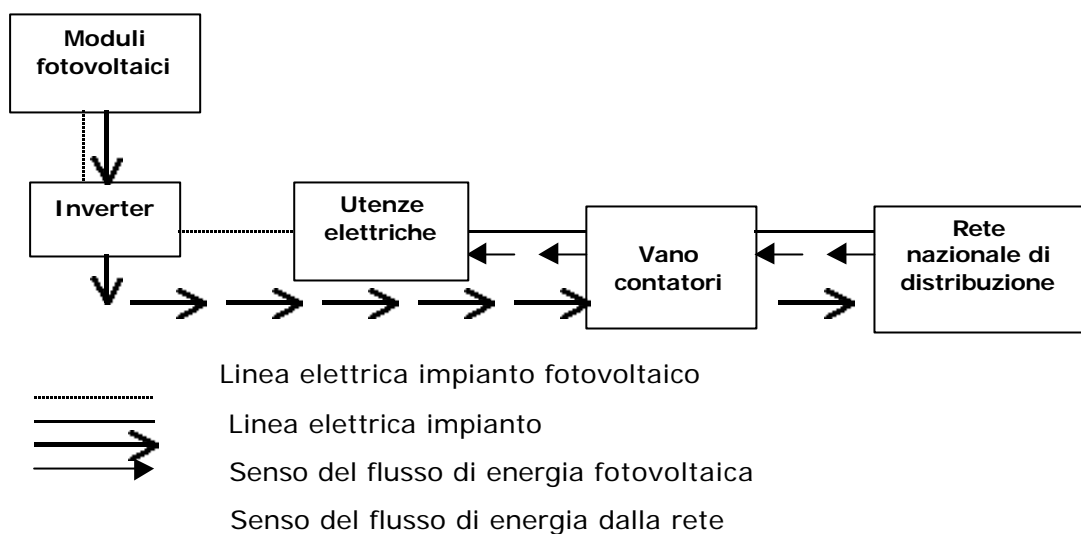 Moduli
fotovoltaici
Inverter
Utenze
elettriche
Vano
contatori
Rete
nazionale di
distribuzione
Linea elettrica impianto fotovoltaico
Linea elettrica impianto
Senso del flusso di energia fotovoltaica
Senso del flusso di energia dalla rete